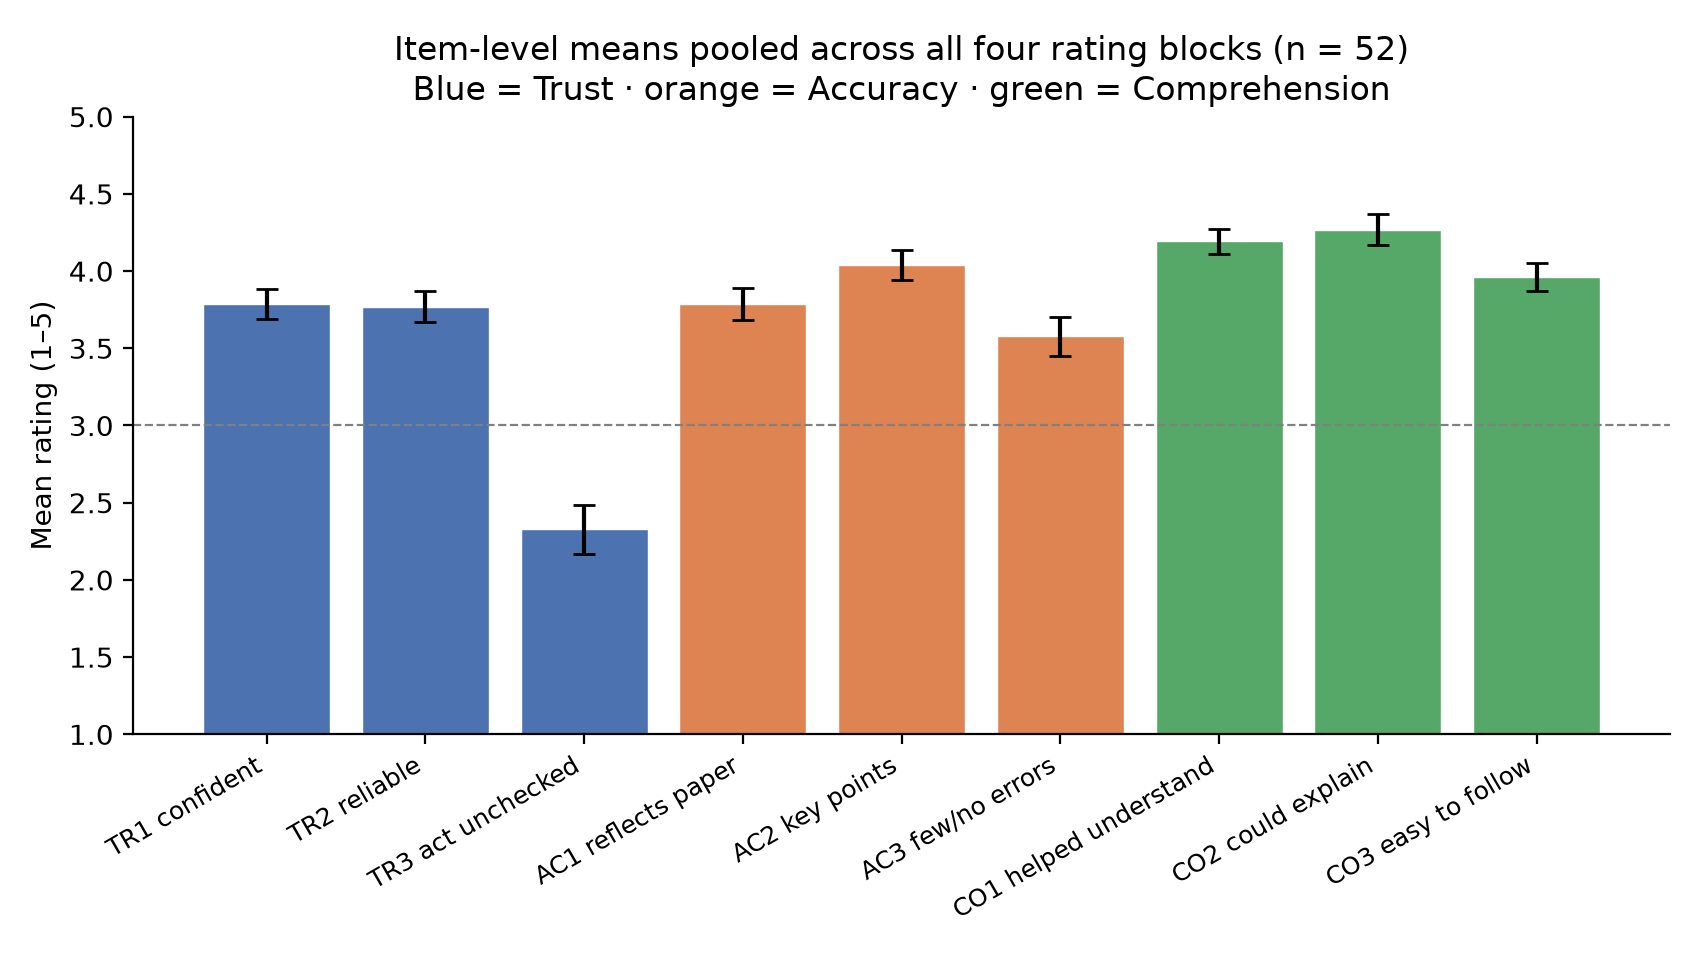 Item-level means pooled across all four rating blocks (n = 52)
Blue = Trust · orange = Accuracy · green = Comprehension
Mean rating (1–5)
5.0
4.5
4.0
3.5
3.0
2.5
2.0
1.5
1.0
TR1 confident
TR2 reliable
TR3 act unchecked
AC1 reflects paper
AC2 key points
AC3 few/no errors
CO1 helped understand
CO2 could explain
CO3 easy to follow